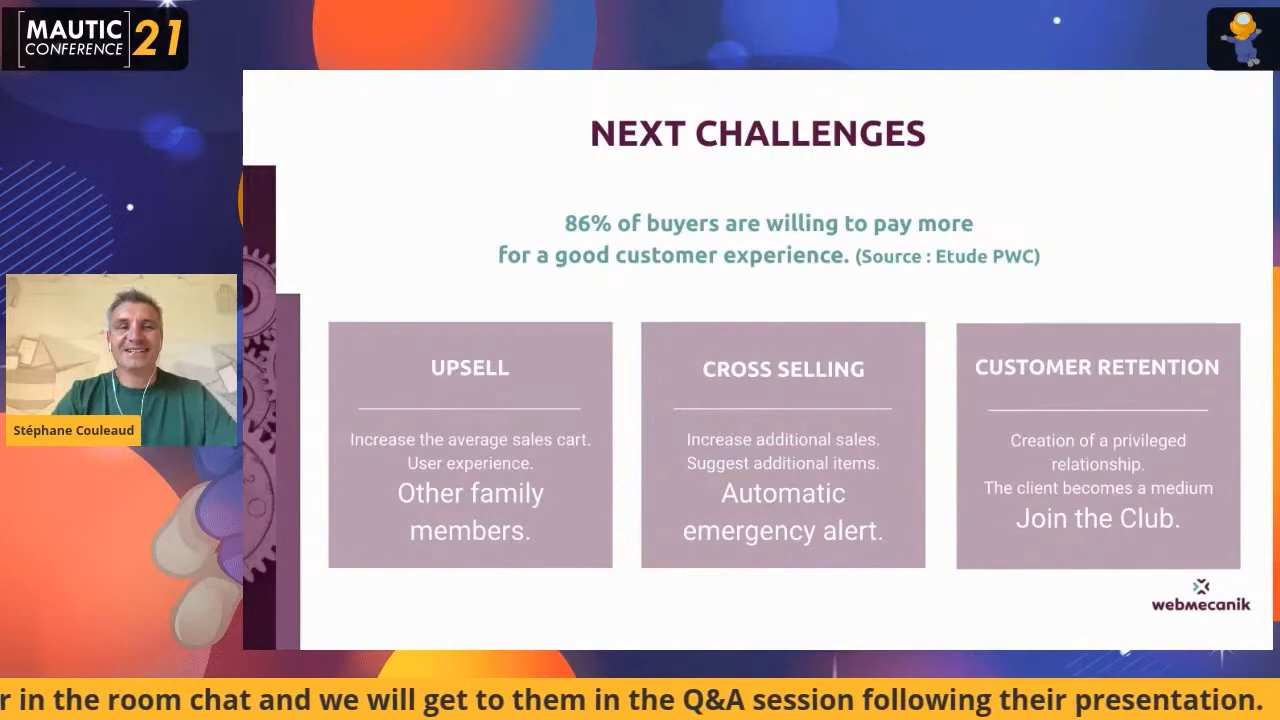 MAUTIC
CONFERENCE
21
NEXT CHALLENGES
86% of buyers are willing to pay more
for a good customer experience. (Source : Etude PWC)
UPSELL
Increase the average sales cart.
User experience.
Other family
members.
CROSS SELLING
Increase additional sales.
Suggest additional items.
Automatic
emergency alert.
CUSTOMER RETENTION
Creation of a privileged
relationship.
The client becomes a medium
Join the Club.
webmecanik
Stéphane Couleaud
r in the room chat and we will get to them in the Q&A session following their presentation.